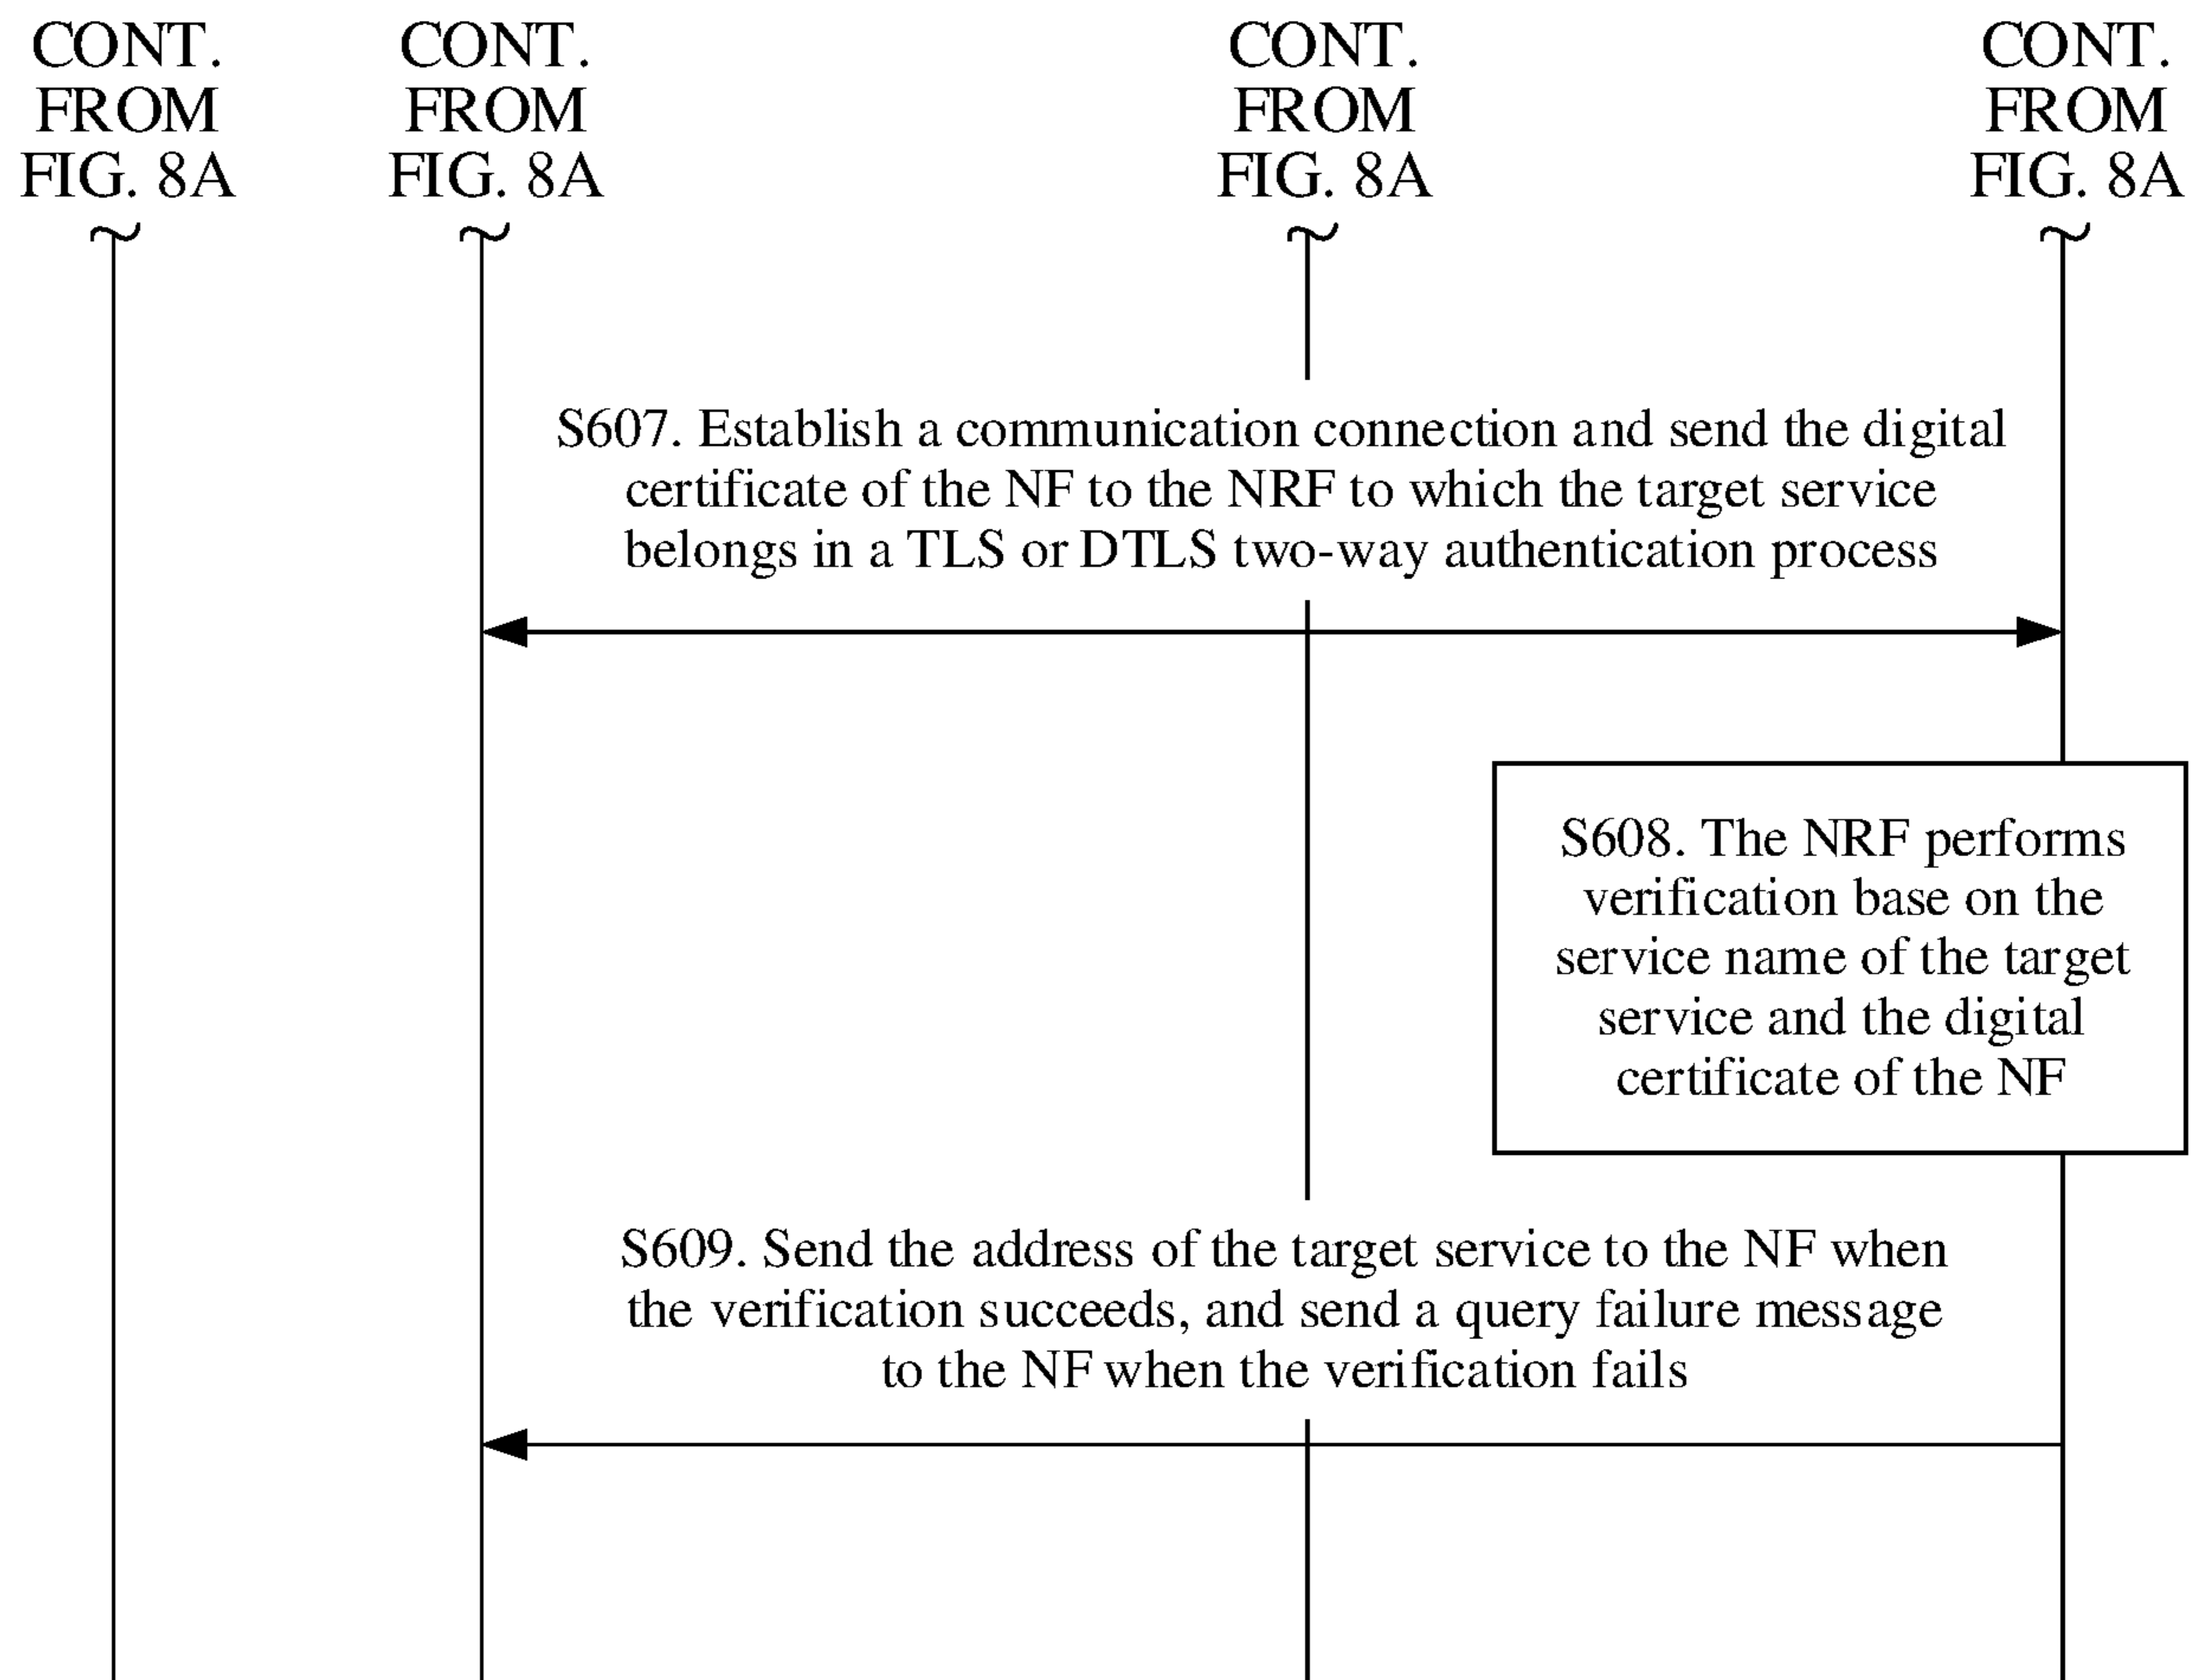 CONT.
FROM
FIG. 8A
CONT.
FROM
FIG. 8A
CONT.
FROM
FIG. 8A
CONT.
FROM
FIG. 8A
S607. Establish a communication connection and send the digital
certificate of the NF to the NRF to which the target service
belongs in a TLS or DTLS two-way authentication process
S608. The NRF performs
verification base on the
service name of the target
service and the digital
certificate of the NF
S609. Send the address of the target service to the NF when
the verification succeeds, and send a query failure message
to the NF when the verification fails